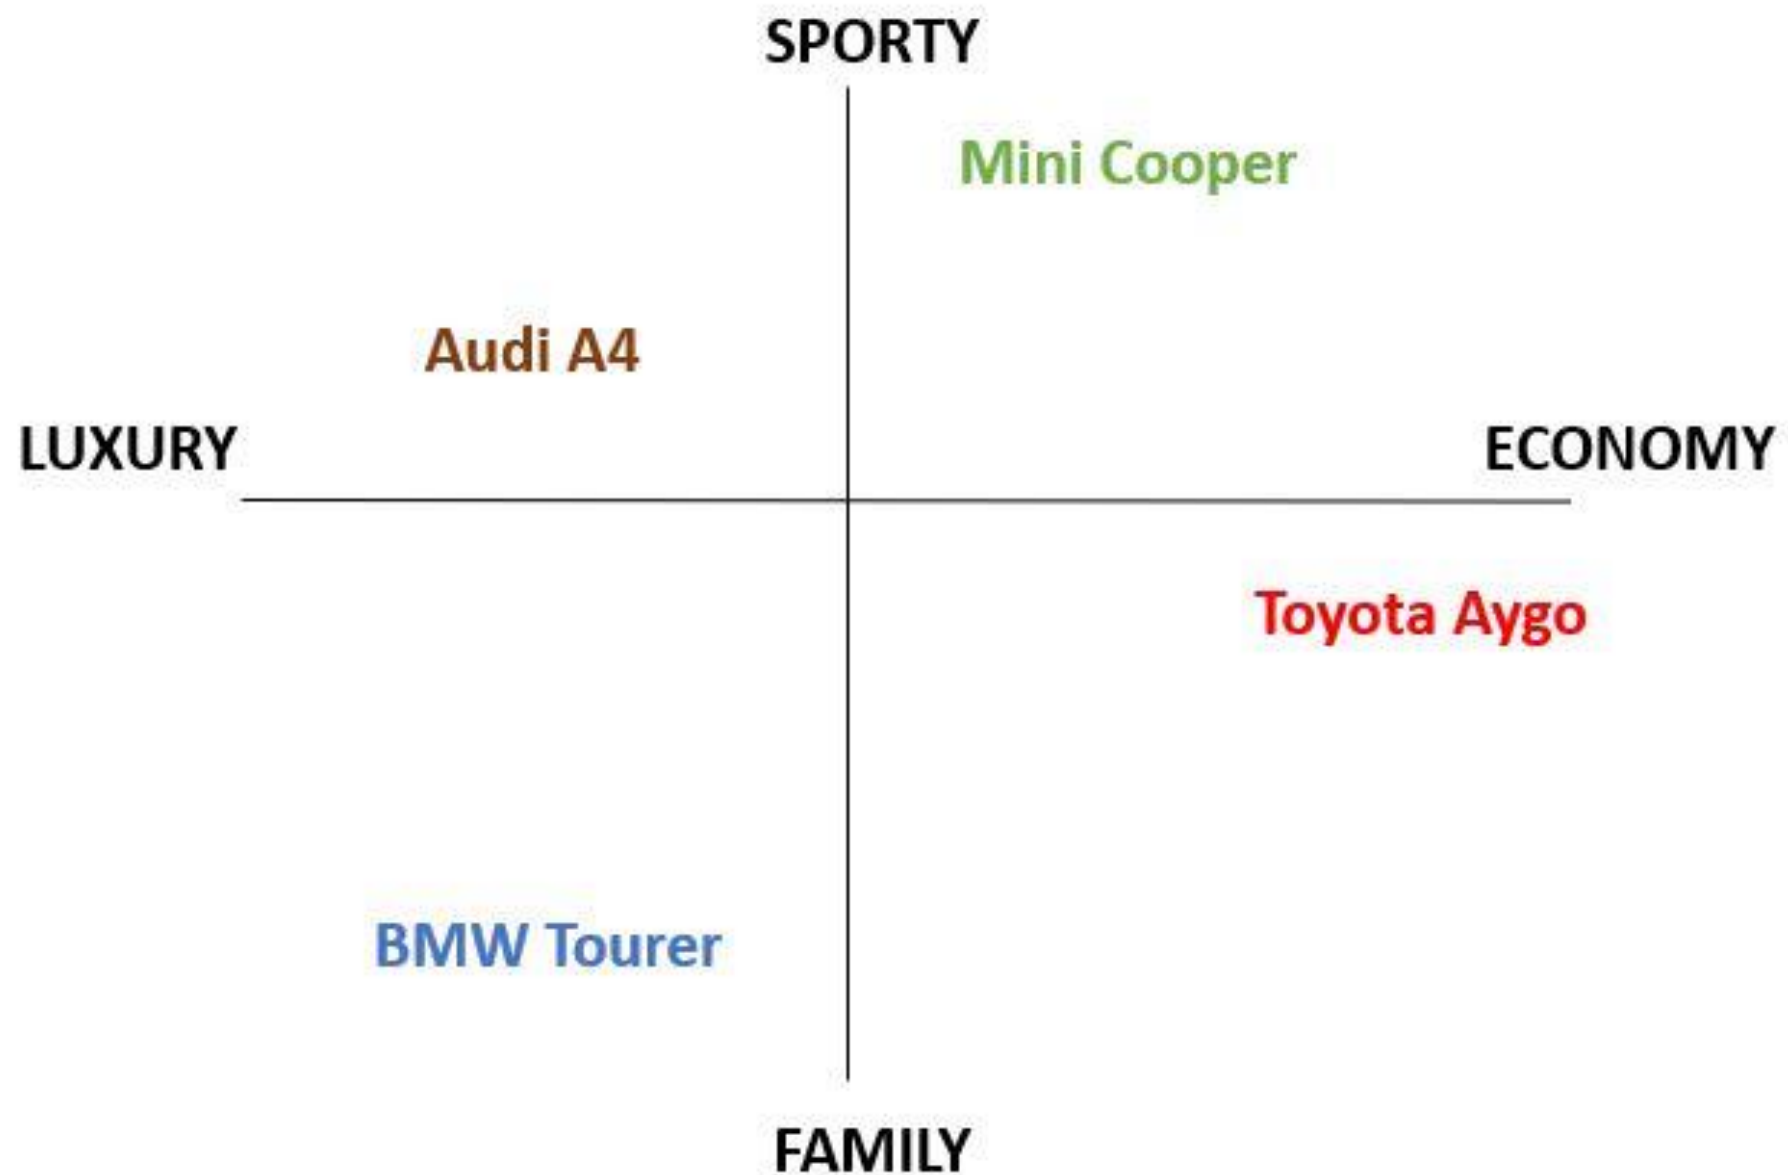 SPORTY
Mini Cooper
Audi A4
LUXURY
ECONOMY
Toyota Aygo
BMW Tourer
FAMILY